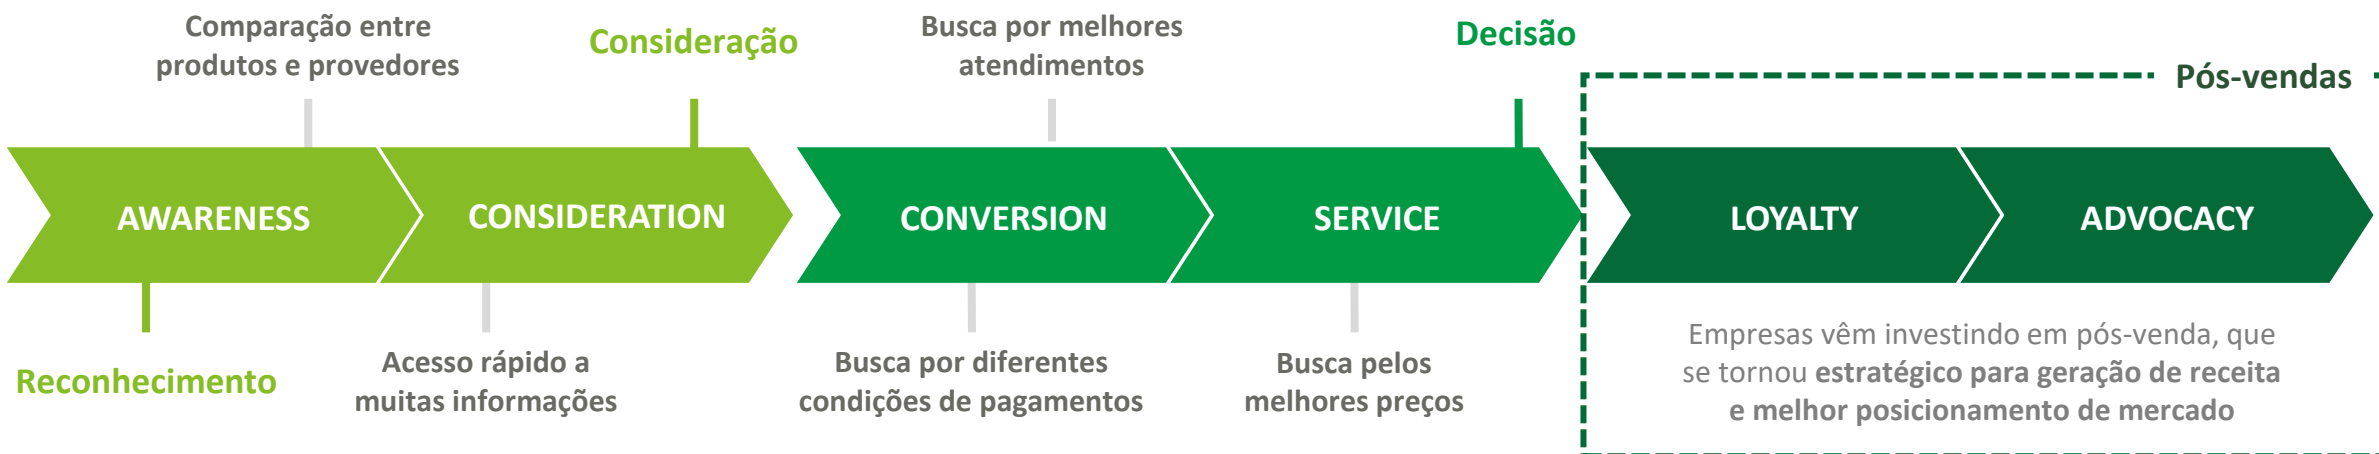 Comparação entre
produtos e provedores
Consideração
Busca por melhores
atendimentos
Decisão
Pós-vendas
AWARENESS
CONSIDERATION
CONVERSION
SERVICE
LOYALTY
ADVOCACY
Reconhecimento
Acesso rápido a
muitas informações
Busca por diferentes
condições de pagamentos
Busca pelos
melhores preços
Empresas vêm investindo em pós-venda, que
se tornou estratégico para geração de receita
e melhor posicionamento de mercado